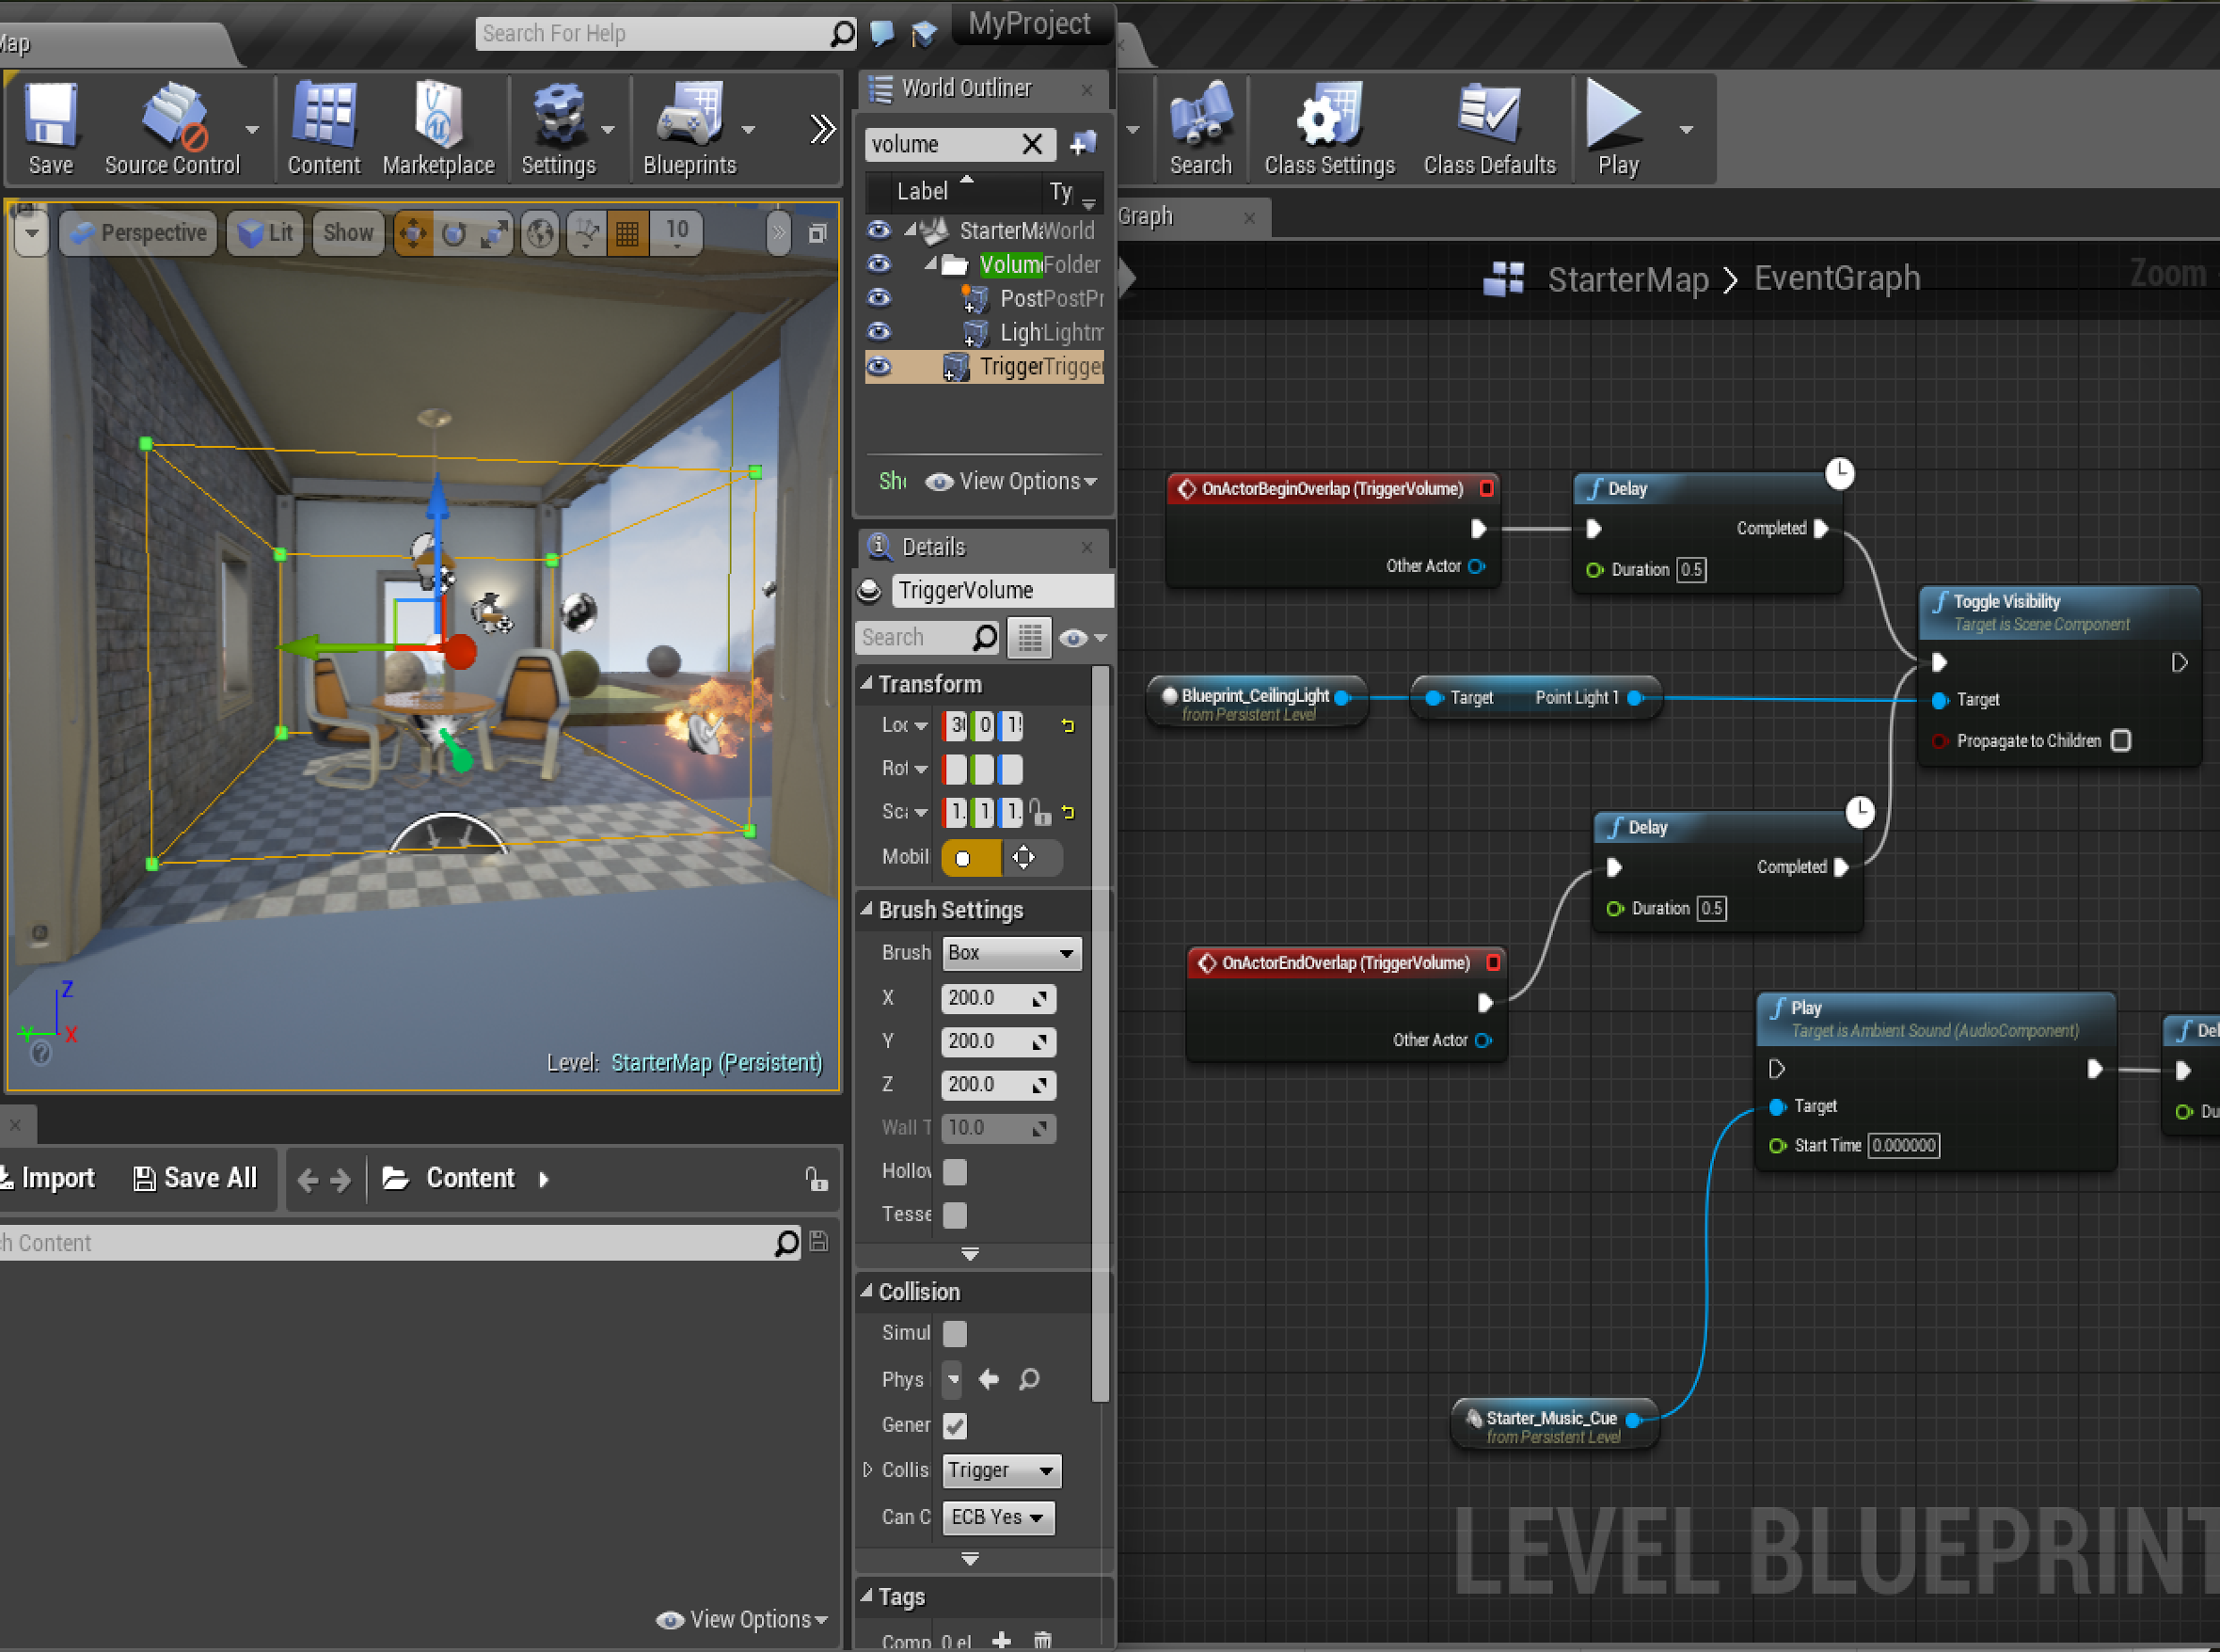 Map
Search For Help
MyProject
Save
Source Control
Content
Marketplace
Settings
Blueprints
World Outliner
volume
Label
Ty
StarterMa
World
Volum
Folder
Post
PostPr
Ligh
Lightm
Trigger
Trigger
Perspective
Lit
Show
10
View Options
Details
TriggerVolume
Search
Transform
Loc
0
Rot
Sca
1.
1
1.
Mobil
Brush Settings
Brush
Box
X
200.0
Y
200.0
Z
200.0
Wall T
10.0
Hollow
Tesse
Collision
Simul
Phys
Gener
Collis
Trigger
Can C
ECB Yes
Tags
Comp
0 el
Z
Y
X
Level: StarterMap (Persistent)
Import
Save All
Content
h Content
View Options
Search
Class Settings
Class Defaults
Play
Graph
StarterMap > EventGraph
Zoom
OnActorBeginOverlap (TriggerVolume)
Other Actor
Delay
Completed
Duration 0.5
Toggle Visibility
Target is Scene Component
Target
Propagate to Children
Blueprint_CeilingLight
from Persistent Level
Target
Point Light 1
Delay
Completed
Duration 0.5
OnActorEndOverlap (TriggerVolume)
Other Actor
Play
Target is Ambient Sound (AudioComponent)
Target
Start Time 0.000000
Del
Du
Starter_Music_Cue
from Persistent Level
LEVEL BLUEPRINT